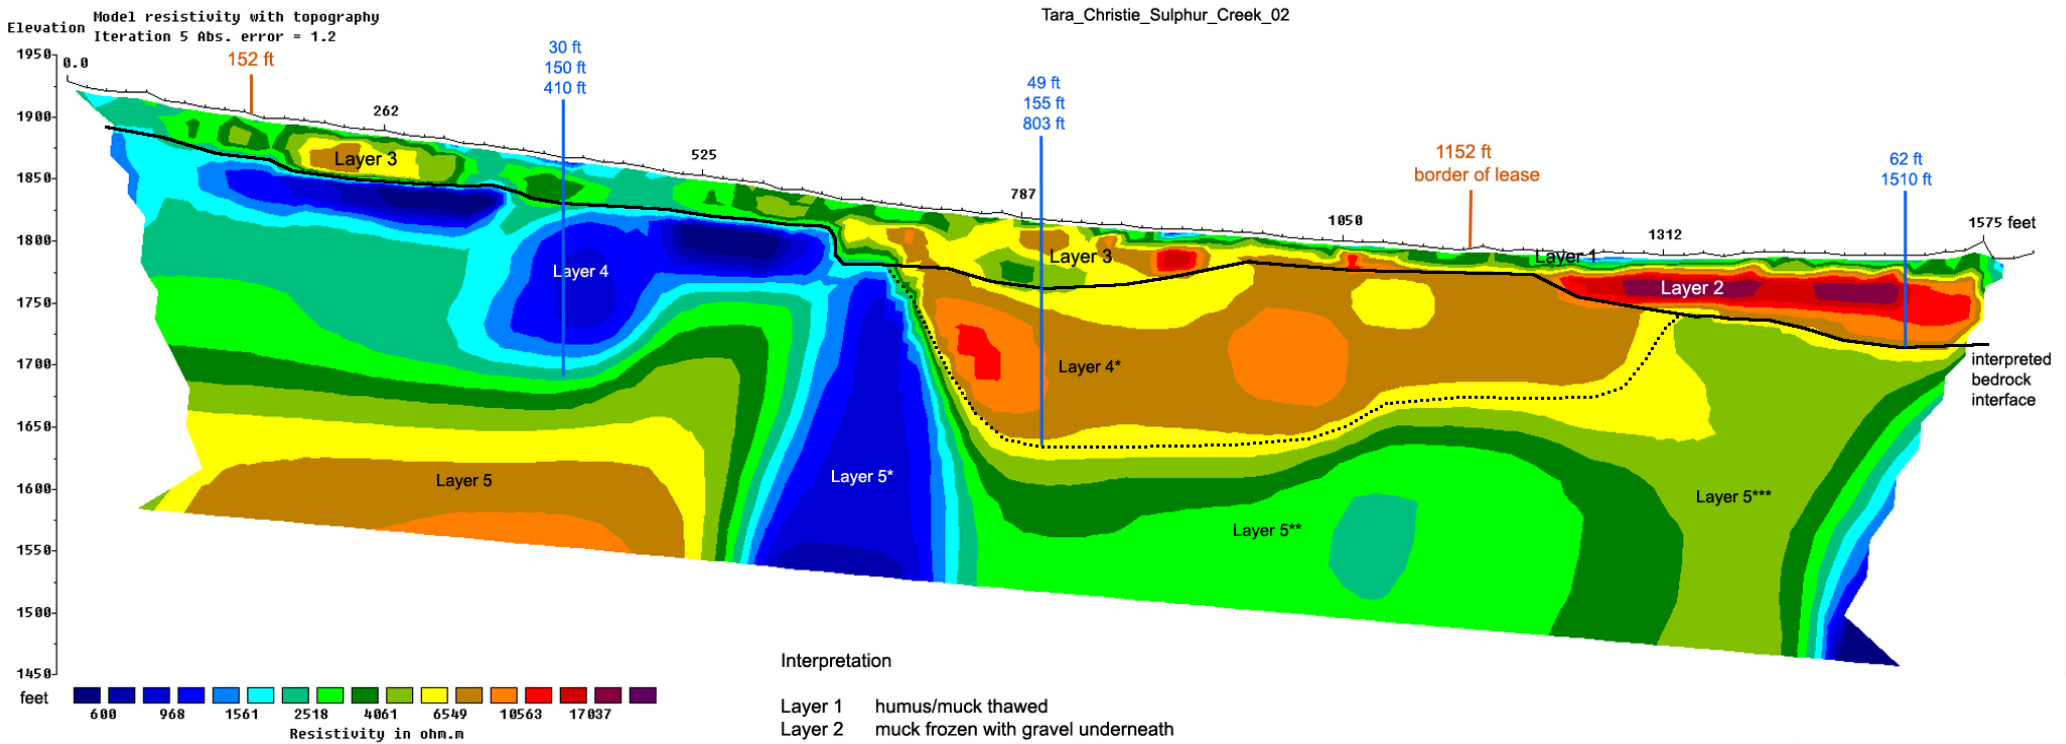 Tara_Christie_Sulphur_Creek_02
Model resistivity with topography
Elevation
Iteration 5 Abs. error = 1.2
1950
0.0
152 ft
30 ft
150 ft
410 ft
49 ft
155 ft
803 ft
1900
262
525
1152 ft
border of lease
62 ft
1510 ft
1850
Layer 3
787
1800
1050
1312
1575 feet
Layer 3
Layer 1
Layer 4
Layer 2
1750
1700
Layer 4*
interpreted
bedrock
interface
1650
1600
Layer 5
Layer 5*
Layer 5***
1550
Layer 5**
1500
1450
feet
600 968 1561 2518 4061 6549 10563 17037
Resistivity in ohm.m
Interpretation
Layer 1 humus/muck thawed
Layer 2 muck frozen with gravel underneath